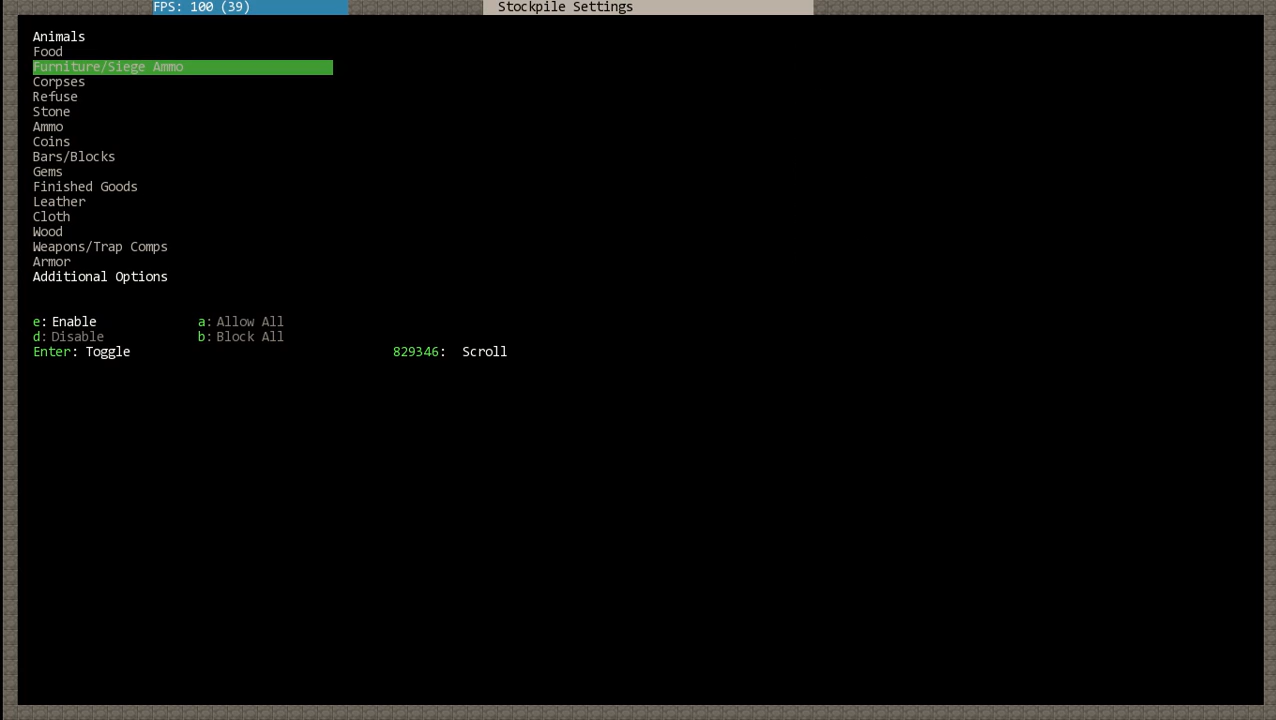 FPS: 100 (39) Stockpile Settings
Animals
Food
Furniture/Siege Ammo
Corpses
Refuse
Stone
Ammo
Coins
Bars/Blocks
Gems
Finished Goods
Leather
Cloth
Wood
Weapons/Trap Comps
Armor
Additional Options
e: Enable a: Allow All
d: Disable b: Block All
Enter: Toggle 829346: Scroll